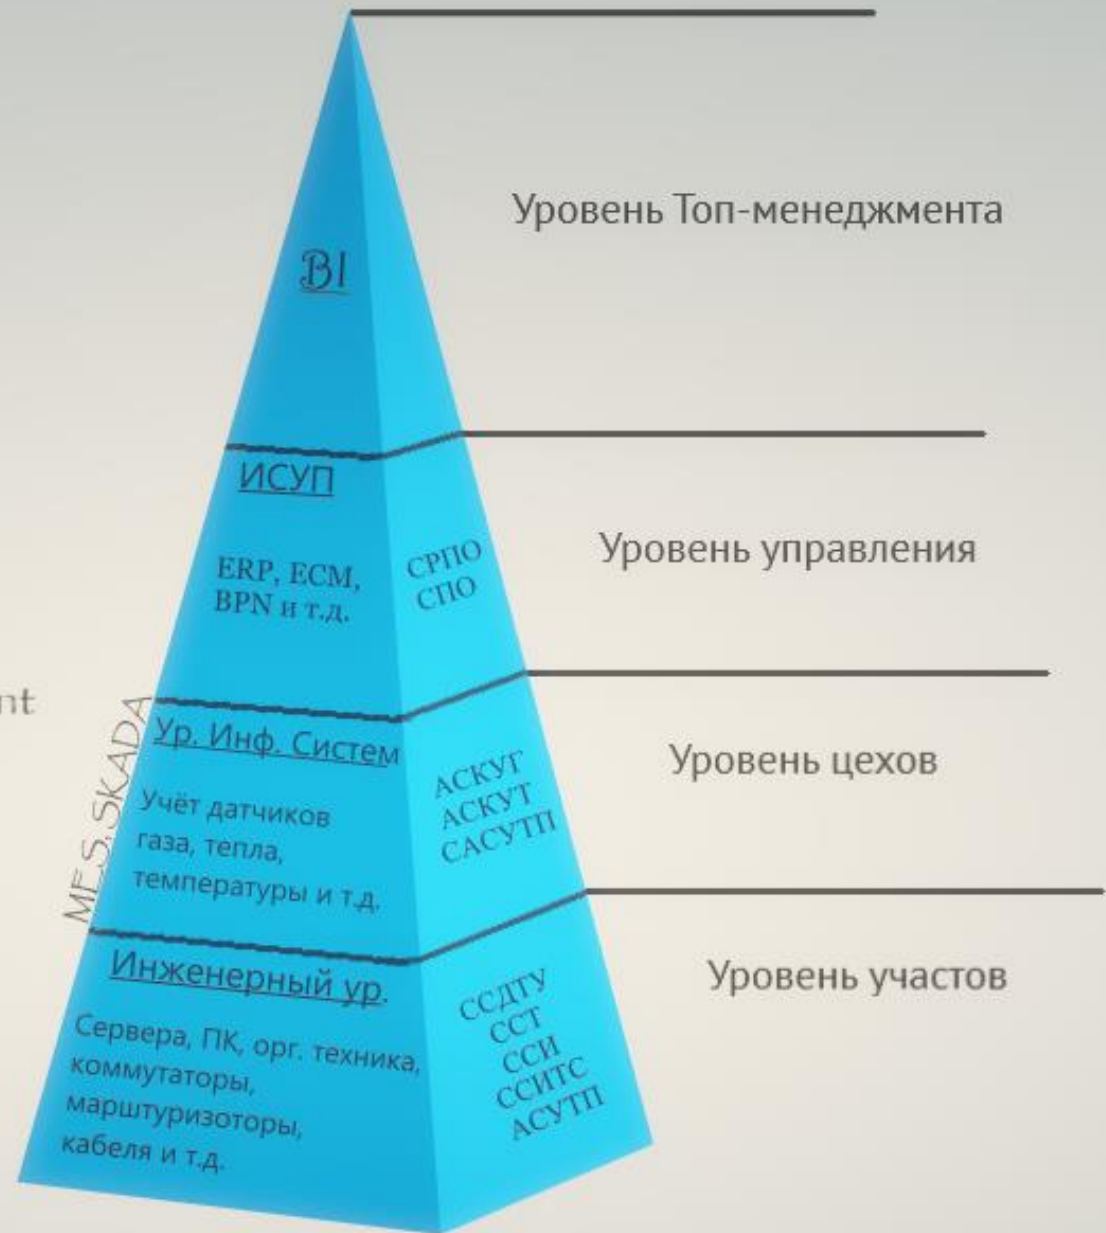 Уровень Топ-менеджмента
BI
ИСУП
ERP, ECM,
BPN и т.д.
СРПО
СПО
Уровень управления
nt
MES, SKADA
Ур. Инф. Систем
Учёт датчиков
газа, тепла,
температуры и т.д.
АСКУГ
АСКУТ
САСУТП
Уровень цехов
Инженерный ур.
Сервера, ПК, орг. техника,
коммутаторы,
марштуризоторы,
кабеля и т.д.
ССДТУ
ССТ
ССИ
ССИТС
АСУТП
Уровень участов